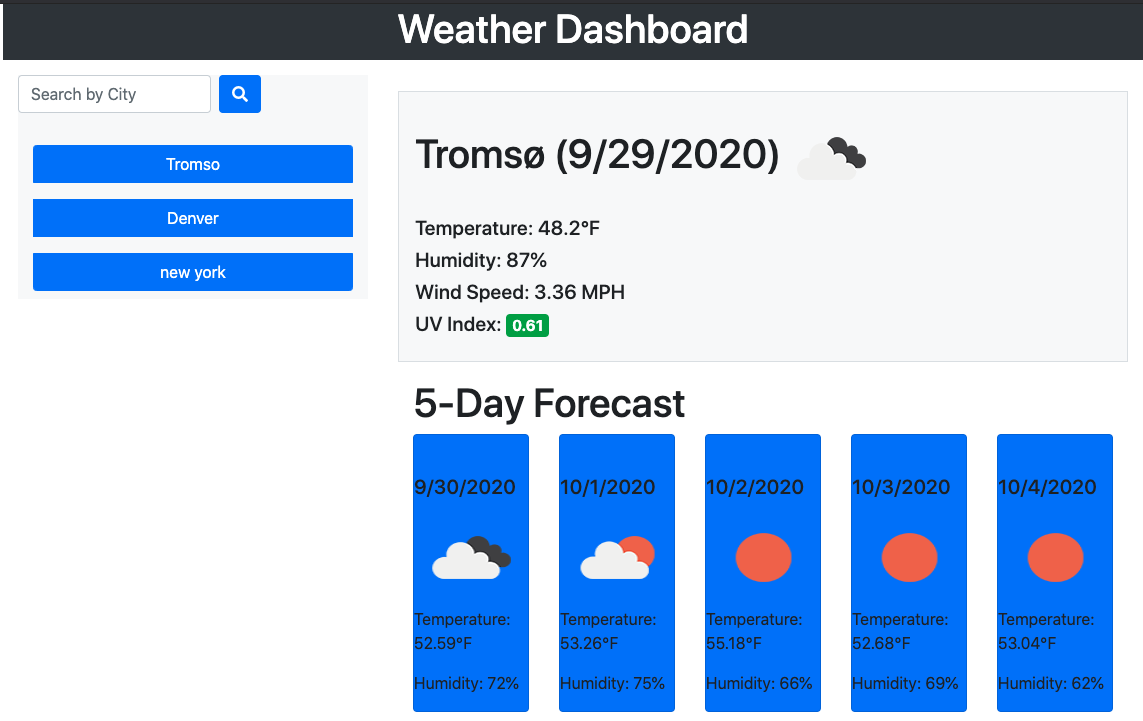 Weather Dashboard
Search by City
Tromso
Denver
new york
Tromsø (9/29/2020)
Temperature: 48.2°F
Humidity: 87%
Wind Speed: 3.36 MPH
UV Index: 0.61
5-Day Forecast
9/30/2020
Temperature:
52.59°F
Humidity: 72%
10/1/2020
Temperature:
53.26°F
Humidity: 75%
10/2/2020
Temperature:
55.18°F
Humidity: 66%
10/3/2020
Temperature:
52.68°F
Humidity: 69%
10/4/2020
Temperature:
53.04°F
Humidity: 62%